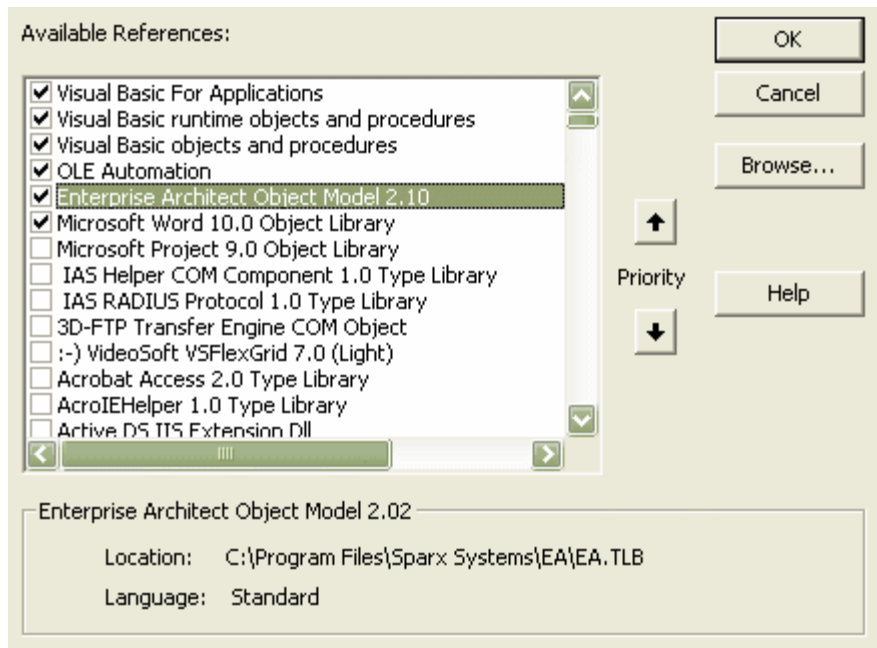 Available References:
OK
Cancel
Browse...
Help
Visual Basic For Applications
Visual Basic runtime objects and procedures
Visual Basic objects and procedures
OLE Automation
Enterprise Architect Object Model 2.10
Microsoft Word 10.0 Object Library
Microsoft Project 9.0 Object Library
IAS Helper COM Component 1.0 Type Library
IAS RADIUS Protocol 1.0 Type Library
3D-FTP Transfer Engine COM Object
:-) VideoSoft VSFlexGrid 7.0 (Light)
Acrobat Access 2.0 Type Library
AcroIEHelper 1.0 Type Library
Active DS IIS Extension Dll
Priority
Enterprise Architect Object Model 2.02
Location: C:\Program Files\Sparx Systems\EA\EA.TLB
Language: Standard